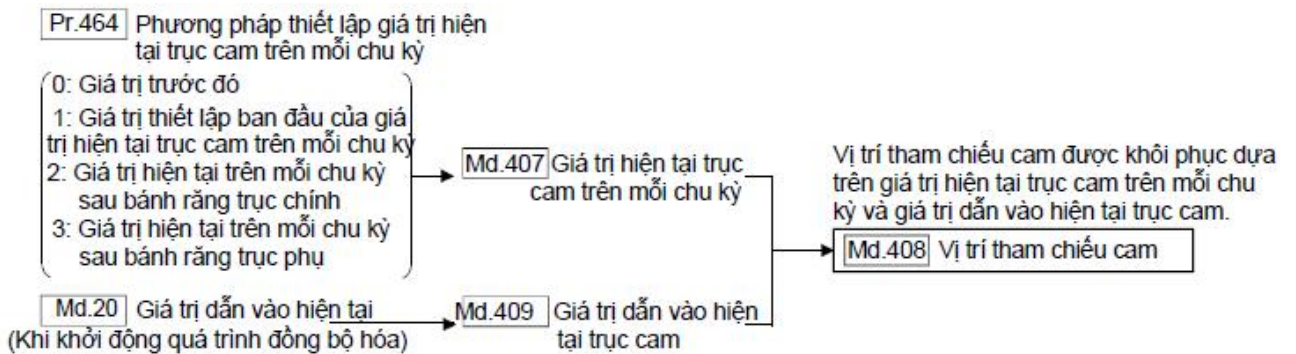 Pr.464 Phương pháp thiết lập giá trị hiện
tại trục cam trên mỗi chu kỳ
0: Giá trị trước đó
1: Giá trị thiết lập ban đầu của giá
trị hiện tại trục cam trên mỗi chu kỳ
2: Giá trị hiện tại trên mỗi chu kỳ
sau bánh răng trục chính
3: Giá trị hiện tại trên mỗi chu kỳ
sau bánh răng trục phụ
Md.407 Giá trị hiện tại trục
cam trên mỗi chu kỳ
Vị trí tham chiếu cam được khôi phục dựa
trên giá trị hiện tại trục cam trên mỗi chu
kỳ và giá trị dẫn vào hiện tại trục cam.
Md.408 Vị trí tham chiếu cam
Md.20 Giá trị dẫn vào hiện tại
(Khi khởi động quá trình đồng bộ hóa)
Md.409 Giá trị dẫn vào hiện
tại trục cam